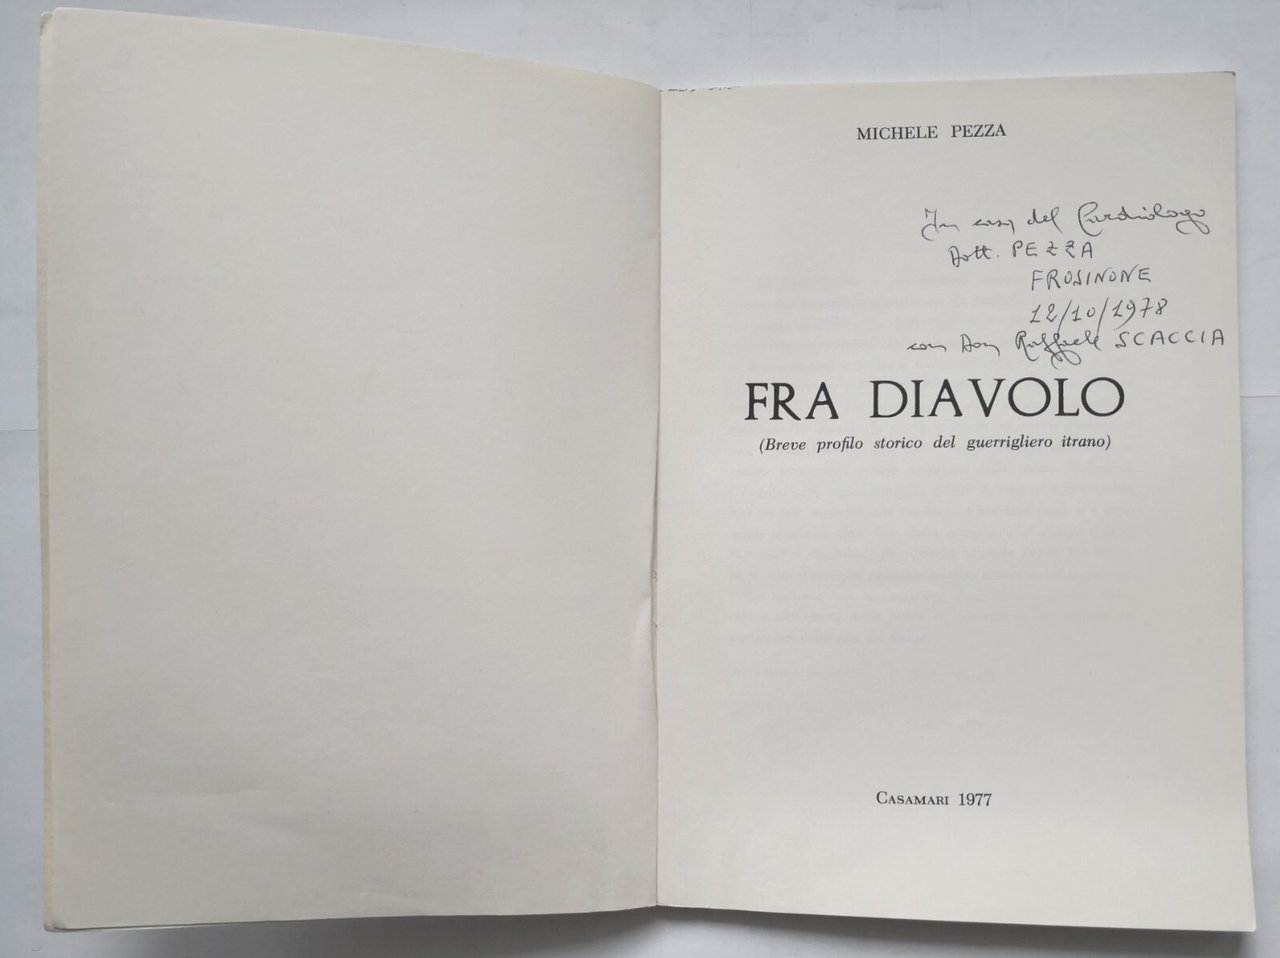 MICHELE PEZZA
In casa del Cardiologo
Dott. PEZZA
FROSINONE
12/10/1978
con Don Raffaele SCACCIA
FRA DIAVOLO
(Breve profilo storico del guerrigliero itrano)
CASAMARI 1977